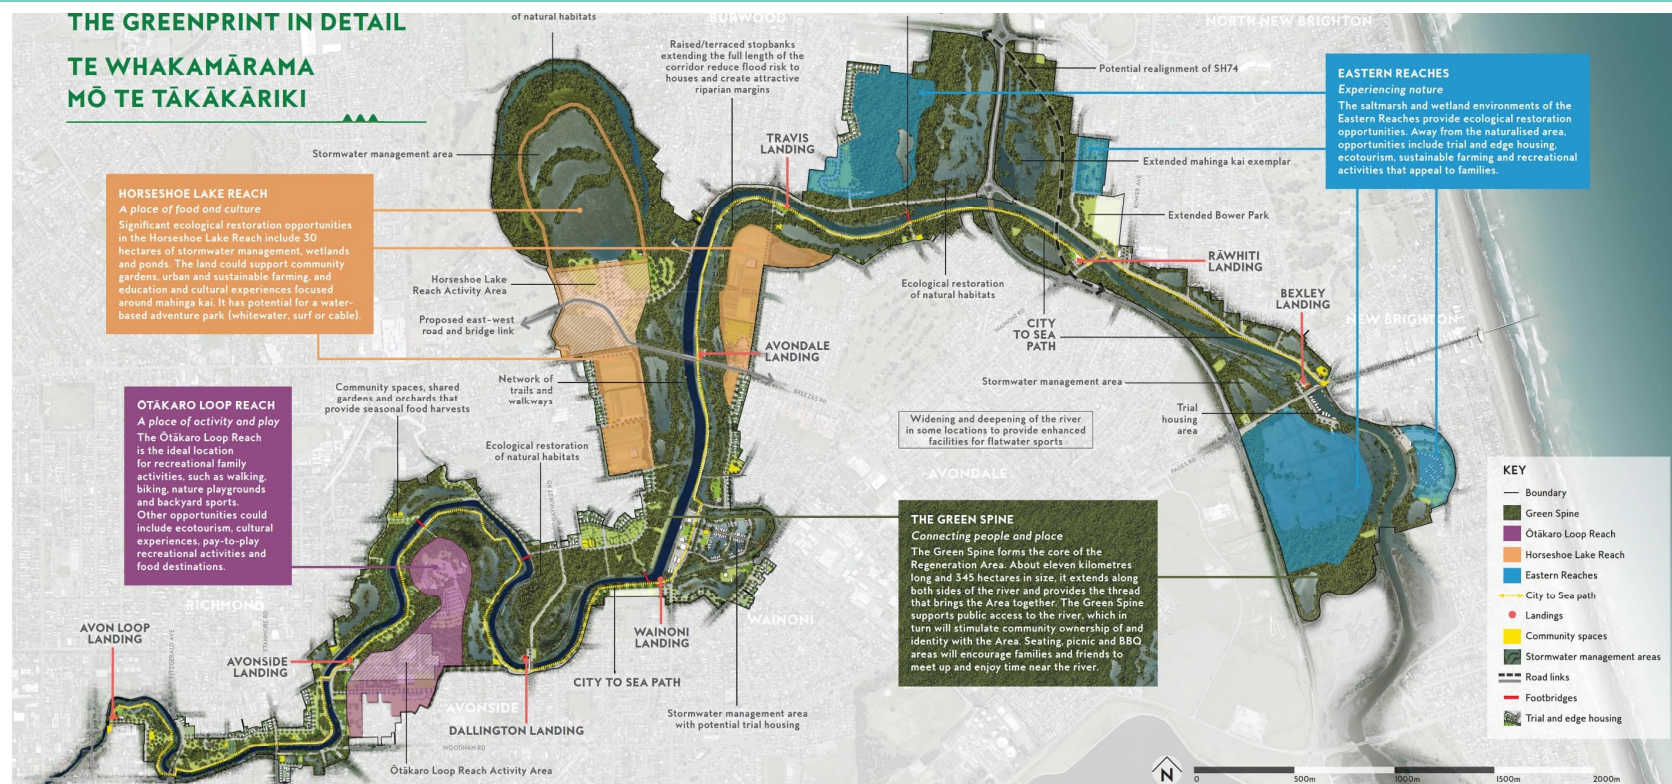 THE GREENPRINT IN DETAIL
TE WHAKAMĀRAMA
MŌ TE TĀKĀKĀRIKI
of natural habitats
BURWOOD
NORTH NEW BRIGHTON
Raised/terraced stopbanks
extending the full length of the
corridor reduce flood risk to
houses and create attractive
riparian margins
Potential realignment of SH74
EASTERN REACHES
Experiencing nature
The saltmarsh and wetland environments of the
Eastern Reaches provide ecological restoration
opportunities. Away from the naturalised area,
opportunities include trial and edge housing,
ecotourism, sustainable farming and recreational
activities that appeal to families.
TRAVIS
LANDING
Stormwater management area
Extended mahinga kai exemplar
BOWER AVE
HORSESHOE LAKE REACH
A place of food and culture
Significant ecological restoration opportunities
in the Horseshoe Lake Reach include 30
hectares of stormwater management, wetlands
and ponds. The land could support community
gardens, urban and sustainable farming, and
education and cultural experiences focused
around mahinga kai. It has potential for a water-
based adventure park (whitewater, surf or cable).
Extended Bower Park
RĀWHITI
LANDING
Horseshoe Lake
Reach Activity Area
Ecological restoration
of natural habitats
BEXLEY
LANDING
Proposed east-west
road and bridge link
WAINONI RD
CITY
TO SEA
PATH
NEW BRIGHTON
AVONDALE
LANDING
Network of
trails and
walkways
BREEZES RD
Stormwater management area
ŌTĀKARO LOOP REACH
A place of activity and play
The Ōtākaro Loop Reach
is the ideal location
for recreational family
activities, such as walking,
biking, nature playgrounds
and backyard sports.
Other opportunities could
include ecotourism, cultural
experiences, pay-to-play
recreational activities and
food destinations.
Community spaces, shared
gardens and orchards that
provide seasonal food harvests
Trial
housing
area
Widening and deepening of the river
in some locations to provide enhanced
facilities for flatwater sports
Ecological restoration
of natural habitats
AVONDALE
PAGES RD
KEY
Boundary
Green Spine
Ōtākaro Loop Reach
Horseshoe Lake Reach
Eastern Reaches
City to Sea path
Landings
Community spaces
Stormwater management areas
Road links
Footbridges
Trial and edge housing
THE GREEN SPINE
Connecting people and place
The Green Spine forms the core of the
Regeneration Area. About eleven kilometres
long and 345 hectares in size, it extends along
both sides of the river and provides the thread
that brings the Area together. The Green Spine
supports public access to the river, which in
turn will stimulate community ownership of and
identity with the Area. Seating, picnic and BBQ
areas will encourage families and friends to
meet up and enjoy time near the river.
RICHMOND
AVON LOOP
LANDING
FITZGERALD AVE
STANMORE RD
WAINONI
WAINONI
LANDING
AVONSIDE
LANDING
CITY TO SEA PATH
AVONSIDE
DALLINGTON LANDING
Stormwater management area
with potential trial housing
WOODHAM RD
Ōtākaro Loop Reach Activity Area
N
0
500m
1000m
1500m
2000m